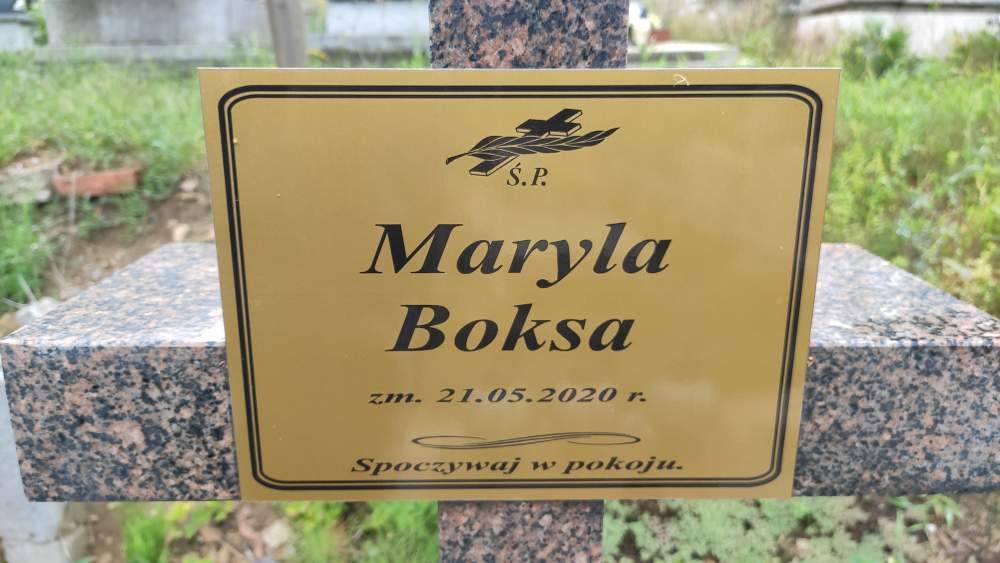 Ś.P.
Maryla
Boksa
zm. 21.05.2020 r.
Spoczywaj w pokoju.